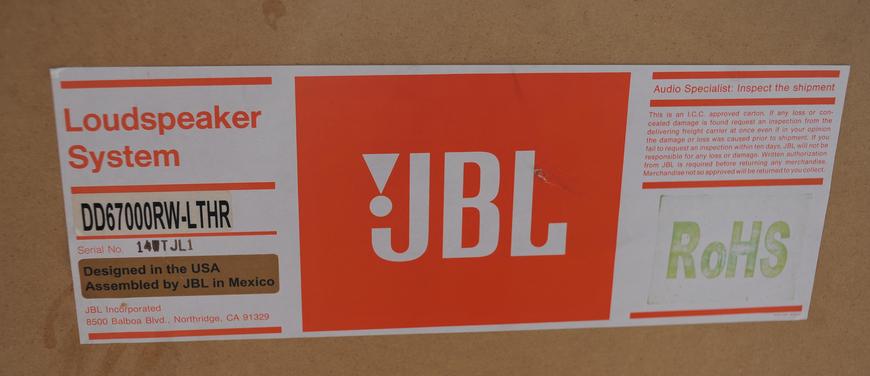 Loudspeaker
System
DD67000RW-LTHR
Serial No. 14WTJL1
Designed in the USA
Assembled by JBL in Mexico
JBL Incorporated
8500 Balboa Blvd., Northridge, CA 91329
JBL
Audio Specialist: Inspect the shipment
This is an I.C.C. approved carton. If any loss or con-
cealed damage is found request an inspection from the
delivering freight carrier at once even if in your opinion
the damage or loss was caused prior to shipment. If you
fail to request an inspection within ten days, JBL will not be
responsible for any loss or damage. Written authorization
from JBL is required before returning any merchandise.
Merchandise not so approved will be returned to you collect.
RoHS